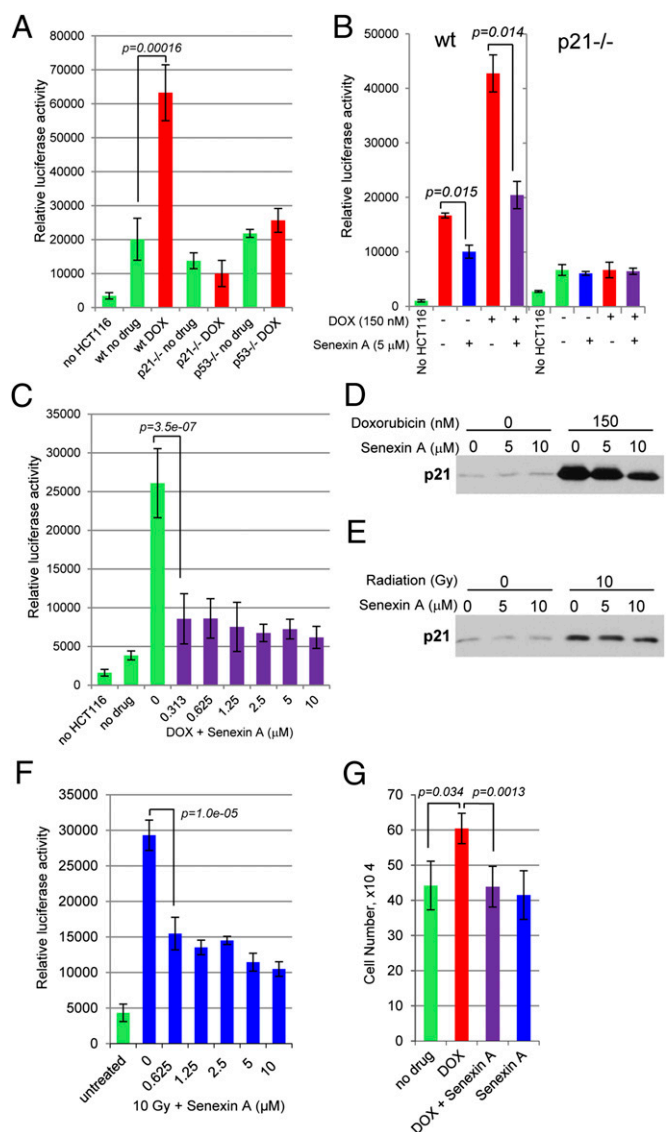 A
Relative luciferase activity
80000
70000
60000
50000
40000
30000
20000
10000
0
p=0.00016
no HCT116
wt no drug
wt DOX
p21-/- no drug
p21-/- DOX
p53-/- no drug
p53-/- DOX
B
wt
p21-/-
Relative luciferase activity
50000
40000
30000
20000
10000
0
p=0.015
p=0.014
DOX (150 nM) - - + + - - + +
Senexin A (5 μM) - + - + - + - +
No HCT116
No HCT116
C
Relative luciferase activity
35000
30000
25000
20000
15000
10000
5000
0
p=3.5e-07
no HCT116
no drug
0
0.313
0.625
1.25
2.5
5
10
DOX + Senexin A (μM)
D
Doxorubicin (nM) 0 150
Senexin A (μM) 0 5 10 0 5 10
p21
E
Radiation (Gy) 0 10
Senexin A (μM) 0 5 10 0 5 10
p21
F
Relative luciferase activity
35000
30000
25000
20000
15000
10000
5000
0
p=1.0e-05
untreated
0
0.625
1.25
2.5
5
10
10 Gy + Senexin A (μM)
G
Cell Number, x10 4
70
60
50
40
30
20
10
0
p=0.034
p=0.0013
no drug
DOX
DOX + Senexin A
Senexin A